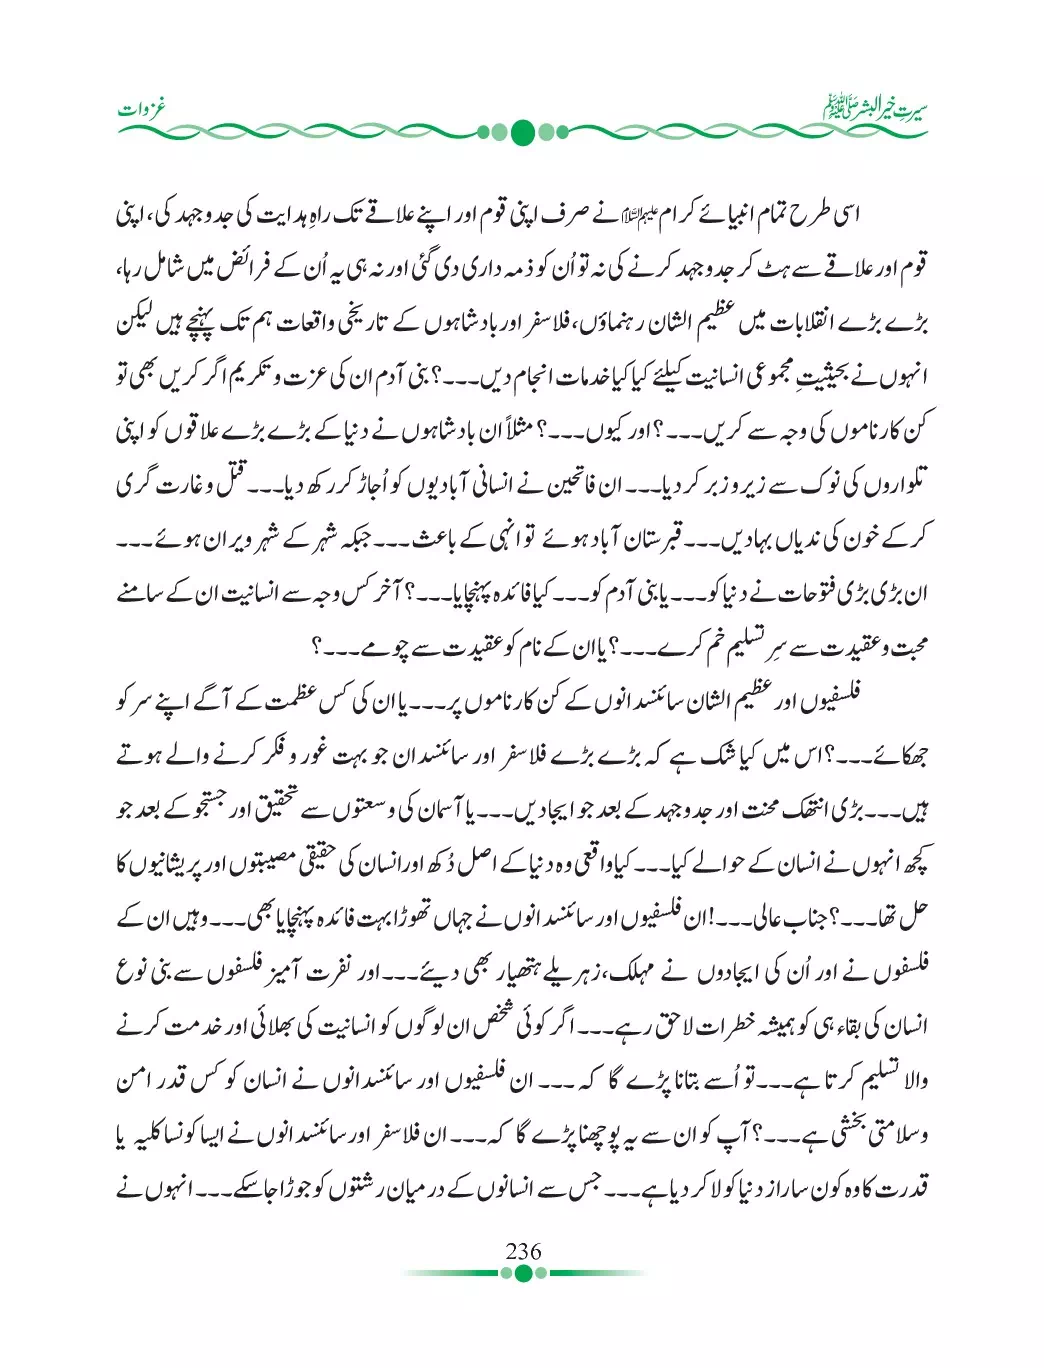 سیرتِ خیرالبشرﷺ
غزوات
اسی طرح تمام انبیائے کرام علیہم السلام نے صرف اپنی قوم اور اپنے علاقے تک راہِ ہدایت کی جدوجہد کی، اپنی
قوم اور علاقے سے ہٹ کر جدوجہد کرنے کی نہ تو اُن کو ذمہ داری دی گئی اور نہ ہی یہ اُن کے فرائض میں شامل رہا،
بڑے بڑے انقلابات میں عظیم الشان رہنماؤں، فلاسفر اور بادشاہوں کے تاریخی واقعات ہم تک پہنچے ہیں لیکن
انہوں نے بحیثیتِ مجموعی انسانیت کیلئے کیا کیا خدمات انجام دیں۔۔۔؟ بنی آدم ان کی عزت و تکریم اگر کریں بھی تو
کن کارناموں کی وجہ سے کریں۔۔۔؟ اور کیوں۔۔۔؟ مثلاً ان بادشاہوں نے دنیا کے بڑے بڑے علاقوں کو اپنی
تلواروں کی نوک سے زیر و زبر کر دیا۔۔۔ ان فاتحین نے انسانی آبادیوں کو اُجاڑ کر رکھ دیا۔۔۔ قتل و غارت گری
کرکے خون کی ندیاں بہادیں۔۔۔ قبرستان آباد ہوئے تو انہی کے باعث۔۔۔ جبکہ شہر کے شہر ویران ہوئے۔۔۔
ان بڑی بڑی فتوحات نے دنیا کو۔۔۔ یا بنی آدم کو۔۔۔ کیا فائدہ پہنچایا۔۔۔؟ آخر کس وجہ سے انسانیت ان کے سامنے
محبت و عقیدت سے سرِ تسلیم خم کرے۔۔۔؟ یا ان کے نام کو عقیدت سے چومے۔۔۔؟
فلسفیوں اور عظیم الشان سائنسدانوں کے کن کارناموں پر۔۔۔ یا ان کی کس عظمت کے آگے اپنے سر کو
جھکائے۔۔۔؟ اس میں کیا شک ہے کہ بڑے بڑے فلاسفر اور سائنسدان جو بہت غور و فکر کرنے والے ہوتے
ہیں۔۔۔ بڑی انتھک محنت اور جدوجہد کے بعد جو ایجادیں۔۔۔ یا آسمان کی وسعتوں سے تحقیق اور جستجو کے بعد جو
کچھ انہوں نے انسان کے حوالے کیا۔۔۔ کیا واقعی وہ دنیا کے اصل دُکھ اور انسان کی حقیقی مصیبتوں اور پریشانیوں کا
حل تھا۔۔۔؟ جناب عالی۔۔۔! ان فلسفیوں اور سائنسدانوں نے جہاں تھوڑا بہت فائدہ پہنچایا بھی۔۔۔ وہیں ان کے
فلسفوں نے اور اُن کی ایجادوں نے مہلک، زہریلے ہتھیار بھی دیئے۔۔۔ اور نفرت آمیز فلسفوں سے بنی نوع
انسان کی بقاء ہی کو ہمیشہ خطرات لاحق رہے۔۔۔ اگر کوئی شخص ان لوگوں کو انسانیت کی بھلائی اور خدمت کرنے
والا تسلیم کرتا ہے۔۔۔ تو اُسے بتانا پڑے گا کہ ۔۔۔ ان فلسفیوں اور سائنسدانوں نے انسان کو کس قدر امن
وسلامتی بخشی ہے۔۔۔؟ آپ کو ان سے یہ پوچھنا پڑے گا کہ۔۔۔ ان فلاسفر اور سائنسدانوں نے ایسا کونسا کلیہ یا
قدرت کا وہ کون سا راز دنیا کو لاکر دیا ہے۔۔۔ جس سے انسانوں کے درمیان رشتوں کو جوڑا جاسکے۔۔۔ انہوں نے
236